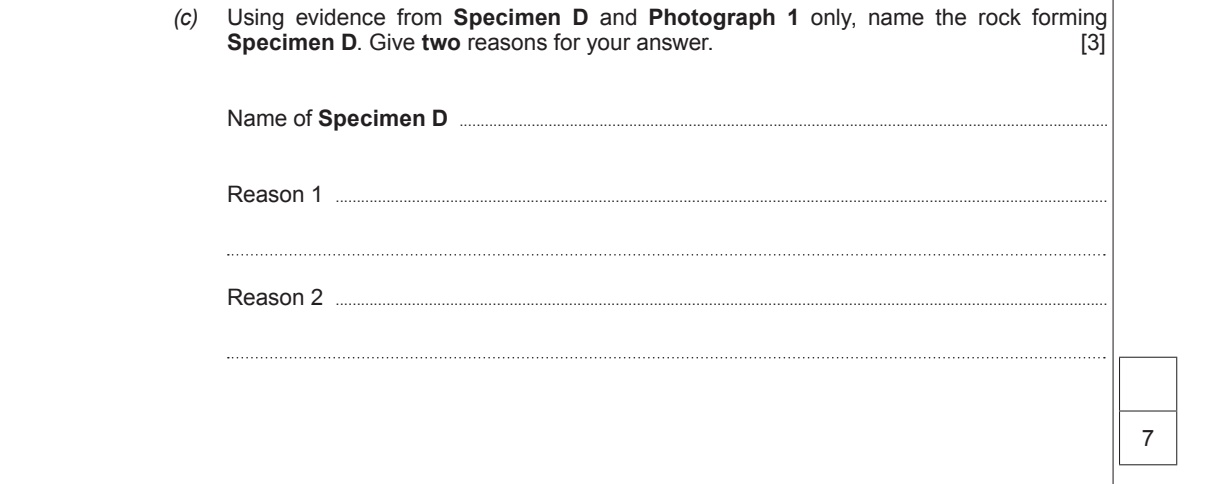 (c) Using evidence from Specimen D and Photograph 1 only, name the rock forming
Specimen D. Give two reasons for your answer. [3]
Name of Specimen D
Reason 1
Reason 2
7